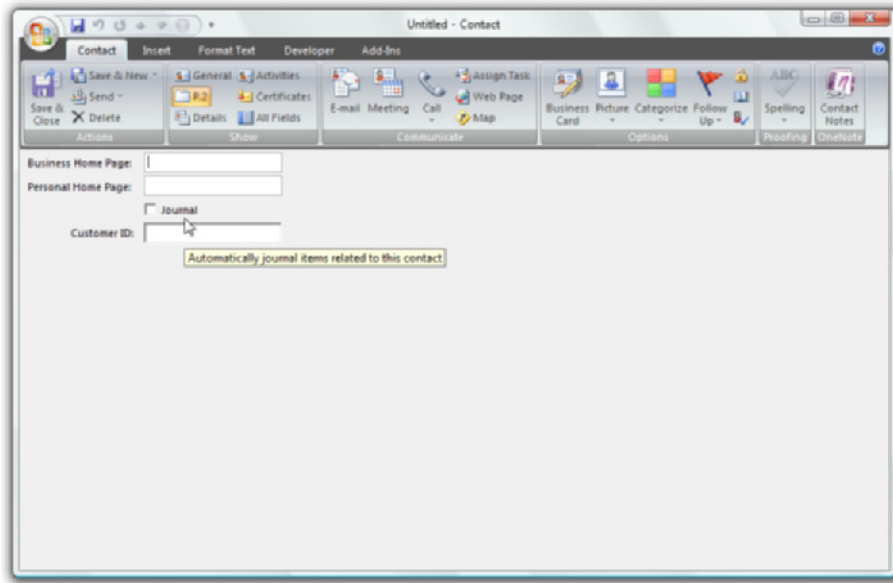 Untitled - Contact
Contact Insert Format Text Developer Add-Ins
Save & Close
Save & New
Send
Delete
Actions
General
P.2
Details
Activities
Certificates
All Fields
Show
E-mail
Meeting
Call
Assign Task
Web Page
Map
Communicate
Business Card
Picture
Categorize
Follow Up
Options
ABC
Spelling
Proofing
Contact Notes
OneNote
Business Home Page:
Personal Home Page:
Journal
Customer ID:
Automatically journal items related to this contact